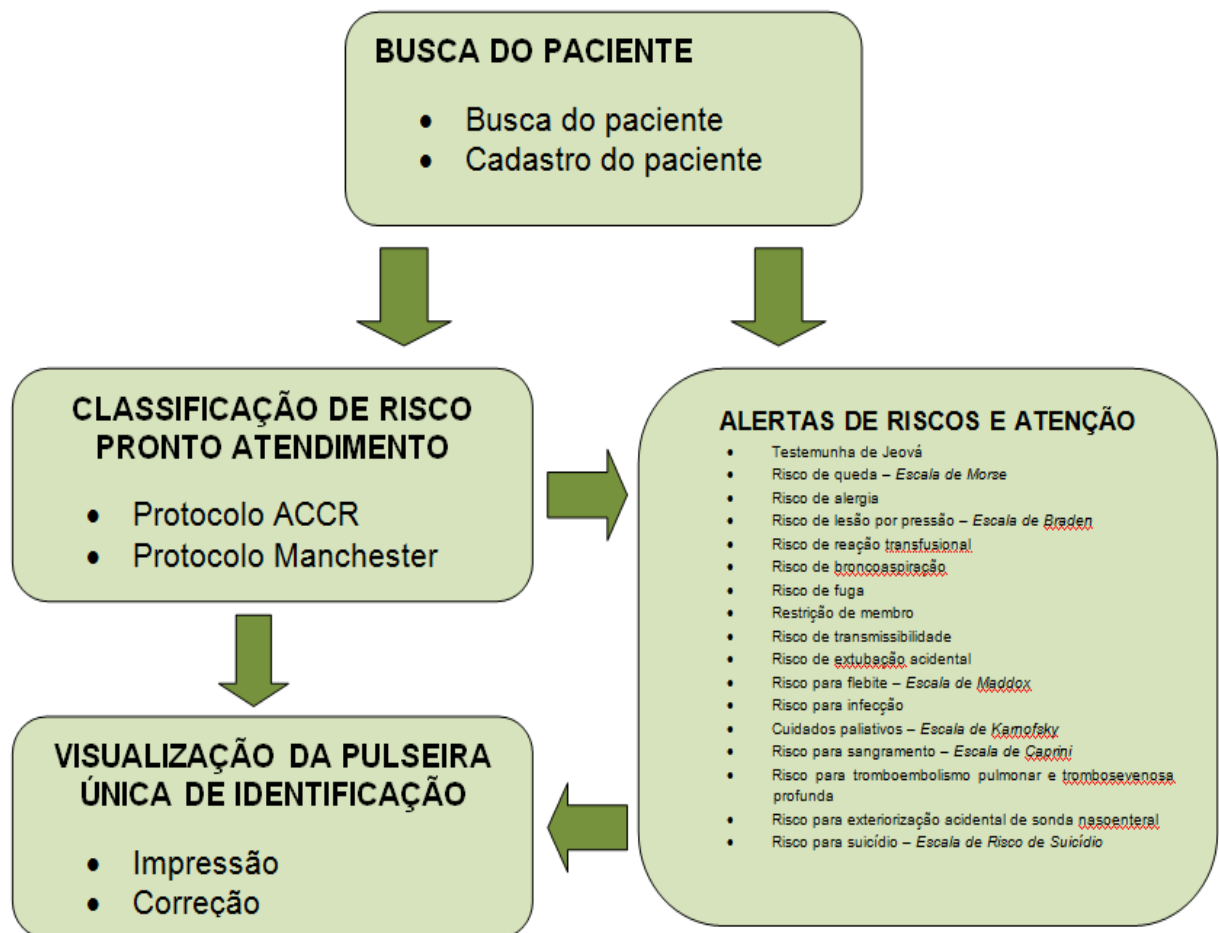 BUSCA DO PACIENTE
• Busca do paciente
• Cadastro do paciente
CLASSIFICAÇÃO DE RISCO
PRONTO ATENDIMENTO
• Protocolo ACCR
• Protocolo Manchester
ALERTAS DE RISCOS E ATENÇÃO
• Testemunha de Jeová
• Risco de queda – Escala de Morse
• Risco de alergia
• Risco de lesão por pressão – Escala de Braden
• Risco de reação transfusional
• Risco de broncoaspiração
• Risco de fuga
• Restrição de membro
• Risco de transmissibilidade
• Risco de extubação acidental
• Risco para flebite – Escala de Maddox
• Risco para infecção
• Cuidados paliativos – Escala de Karnofsky
• Risco para sangramento – Escala de Caprini
• Risco para tromboembolismo pulmonar e trombosevenosa
profunda
• Risco para exteriorização acidental de sonda nasoenteral
• Risco para suicídio – Escala de Risco de Suicídio
VISUALIZAÇÃO DA PULSEIRA
ÚNICA DE IDENTIFICAÇÃO
• Impressão
• Correção